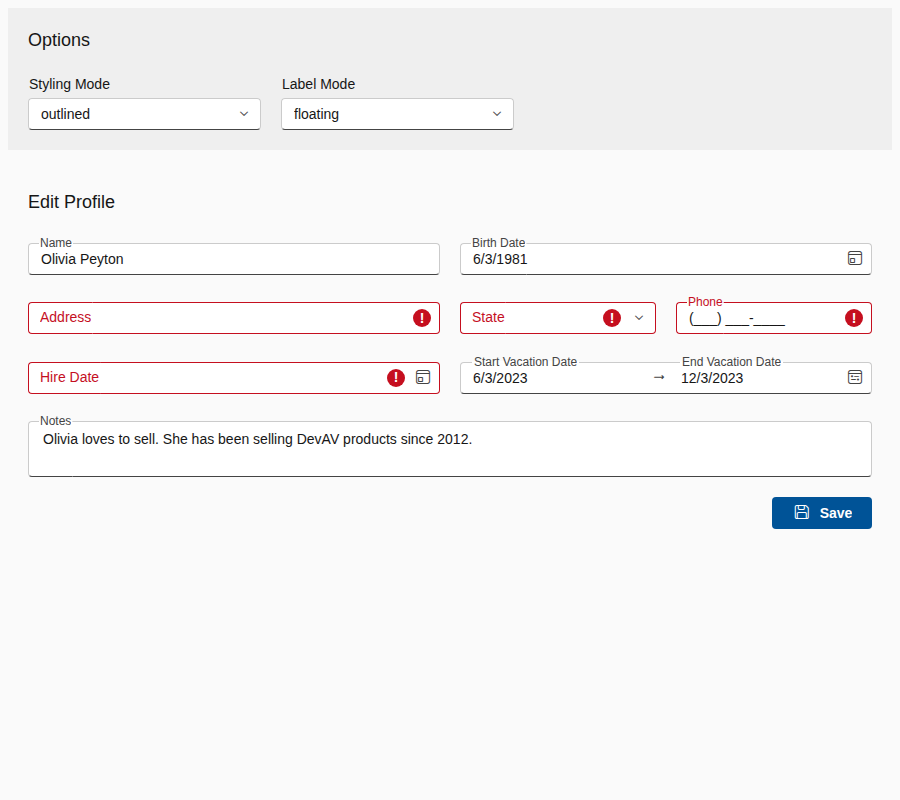 Options
Styling Mode Label Mode
outlined floating
Edit Profile
Name Birth Date
Olivia Peyton 6/3/1981
Phone
Address ! State ! (___) ___-____ !
Start Vacation Date End Vacation Date
Hire Date ! 6/3/2023 → 12/3/2023
Notes
Olivia loves to sell. She has been selling DevAV products since 2012.
Save